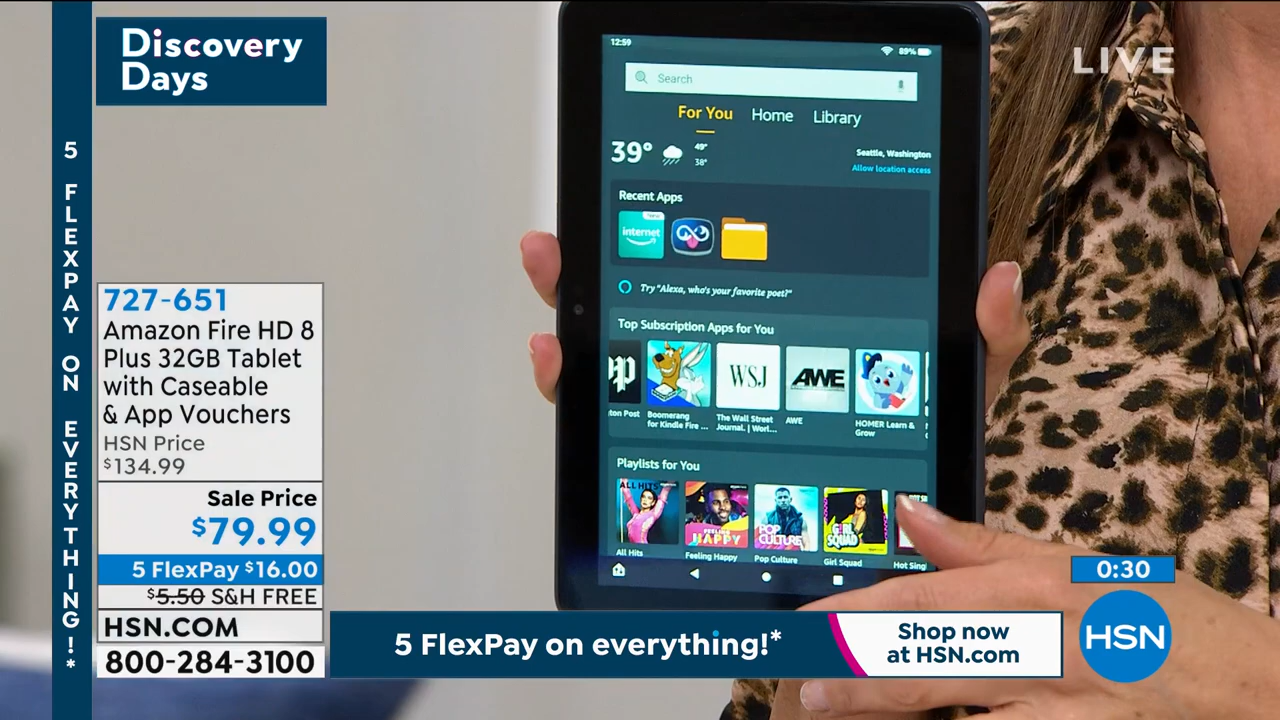 Discovery
Days
LIVE
5 FLEXPAY ON EVERYTHING!*
727-651
Amazon Fire HD 8
Plus 32GB Tablet
with Caseable
& App Vouchers
HSN Price
$134.99
Sale Price
$79.99
5 FlexPay $16.00
$5.50 S&H FREE
HSN.COM
800-284-3100
12:59
89%
Search
For You Home Library
39° 49° 38°
Seattle, Washington
Allow location access
Recent Apps
New
internet
Try "Alexa, who's your favorite poet?"
Top Subscription Apps for You
WSJ
AWE
ton Post
Boomerang
for Kindle Fire ...
The Wall Street
Journal. | Worl...
AWE
HOMER Learn &
Grow
Playlists for You
ALL HITS
FEELING
HAPPY
POP
CULTURE
G!RL
SQUAD
All Hits
Feeling Happy
Pop Culture
Girl Squad
Hot Sing
0:30
5 FlexPay on everything!*
Shop now
at HSN.com
HSN